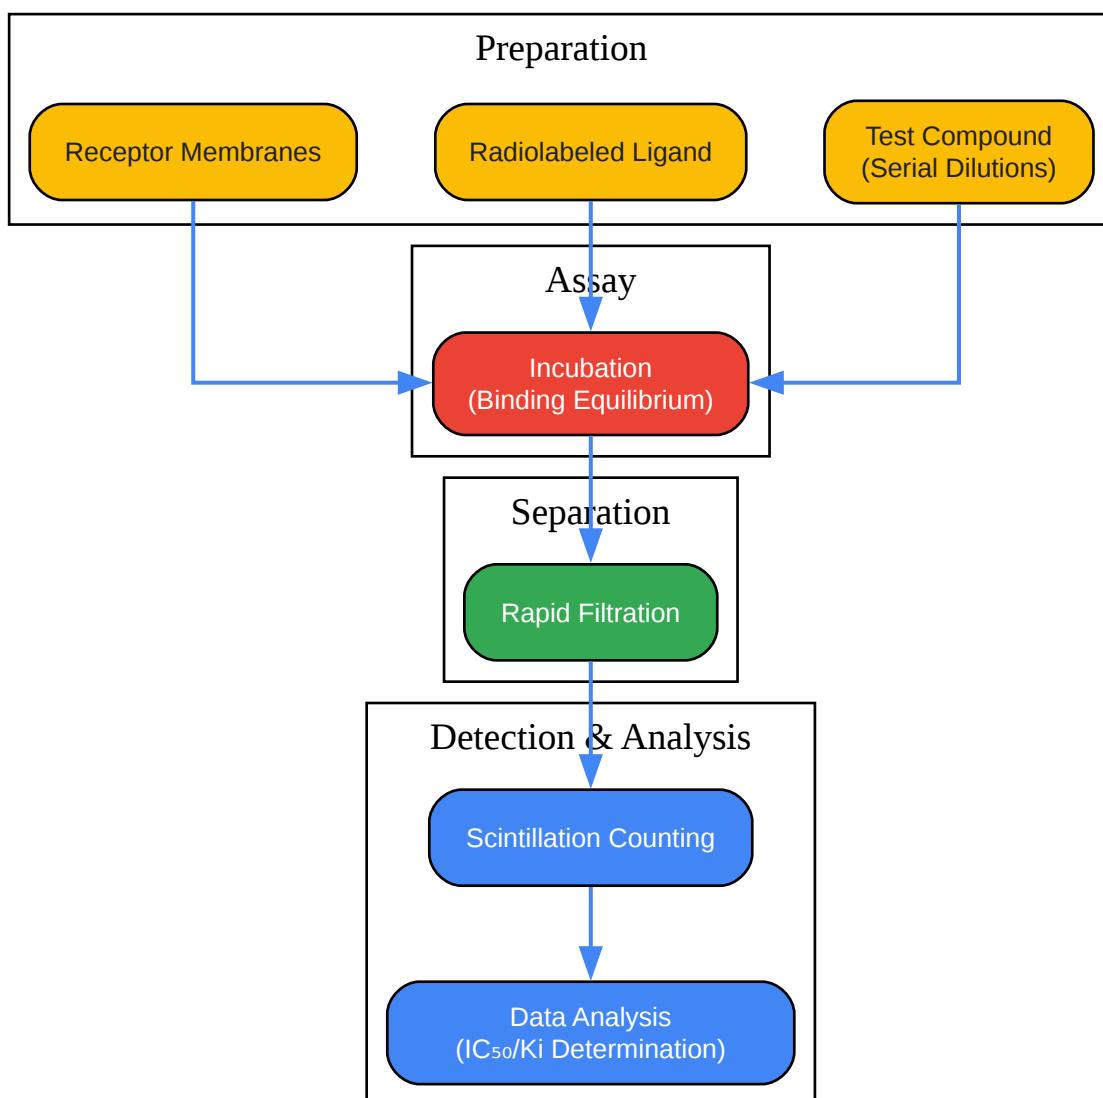 Preparation
Receptor Membranes
Radiolabeled Ligand
Test Compound
(Serial Dilutions)
Assay
Incubation
(Binding Equilibrium)
Separation
Rapid Filtration
Detection & Analysis
Scintillation Counting
Data Analysis
(IC₅₀/Ki Determination)